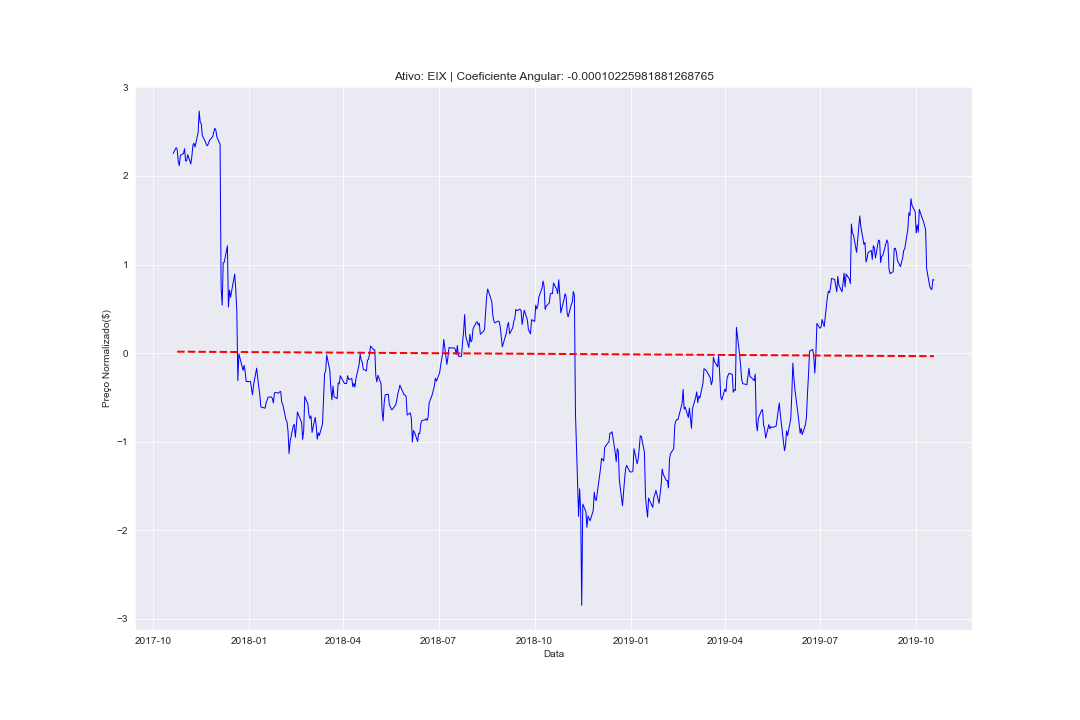 Ativo: EIX | Coeficiente Angular: -0.00010225981881268765
Preço Normalizado($)
3
2
1
0
−1
−2
−3
2017-10 2018-01 2018-04 2018-07 2018-10 2019-01 2019-04 2019-07 2019-10
Data